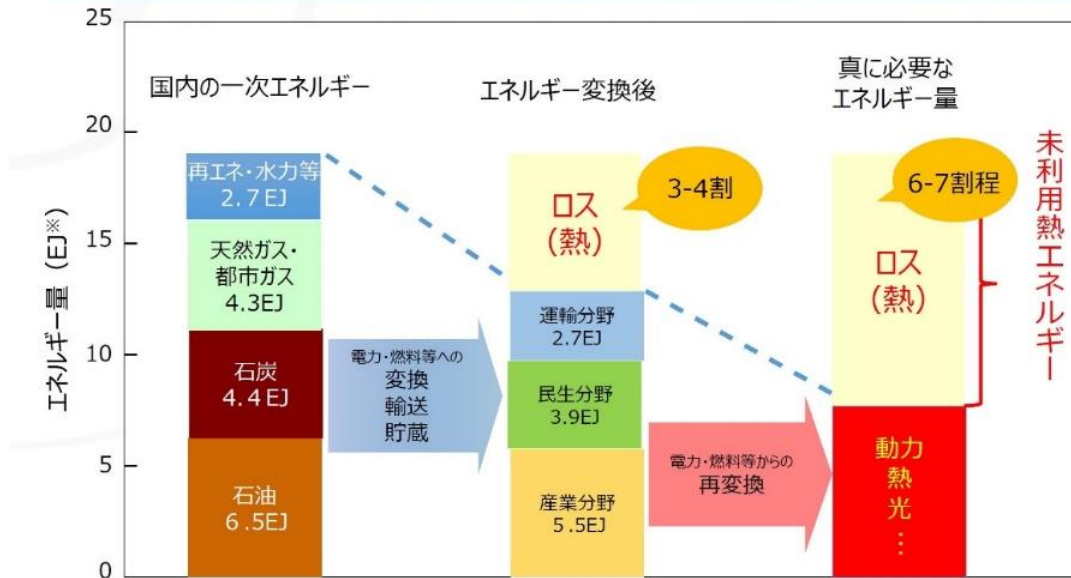 25
20
15
10
5
0
エネルギー量（EJ※）
国内の一次エネルギー
再エネ・水力等
2.7EJ
天然ガス・
都市ガス
4.3EJ
石炭
4.4EJ
石油
6.5EJ
電力・燃料等への
変換
輸送
貯蔵
エネルギー変換後
ロス
(熱)
3-4割
運輸分野
2.7EJ
民生分野
3.9EJ
産業分野
5.5EJ
電力・燃料等からの
再変換
真に必要な
エネルギー量
6-7割程
ロス
(熱)
動力
熱
光
…
未利用熱エネルギー